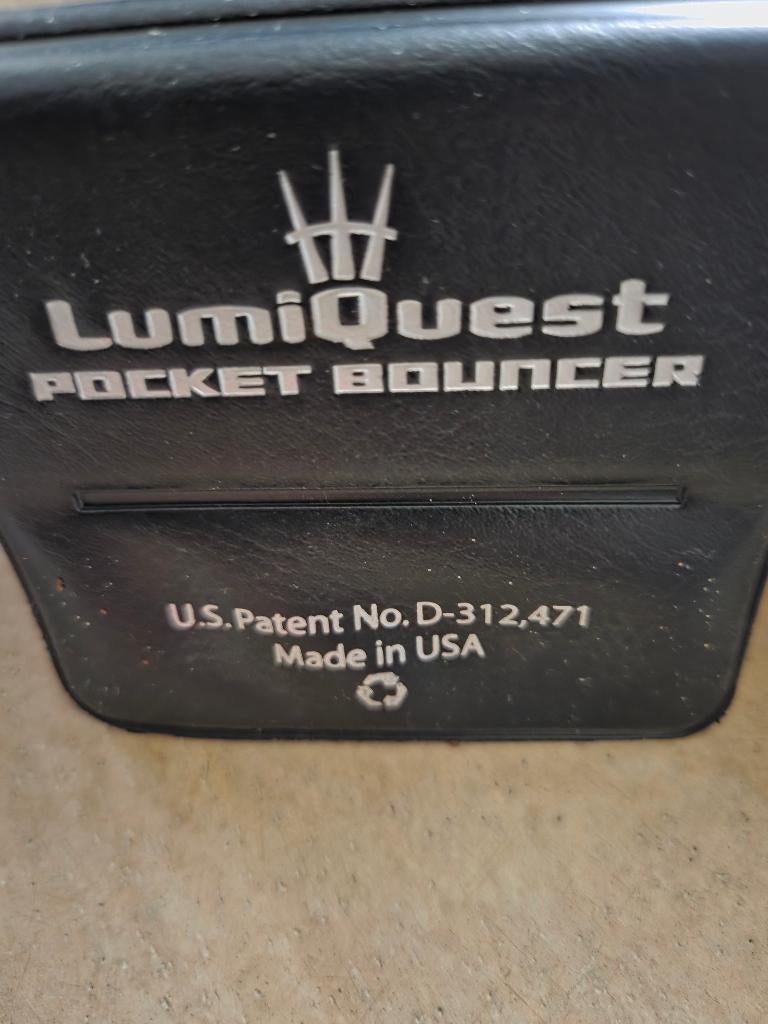 LumiQuest
POCKET BOUNCER
U.S. Patent No. D-312,471
Made in USA